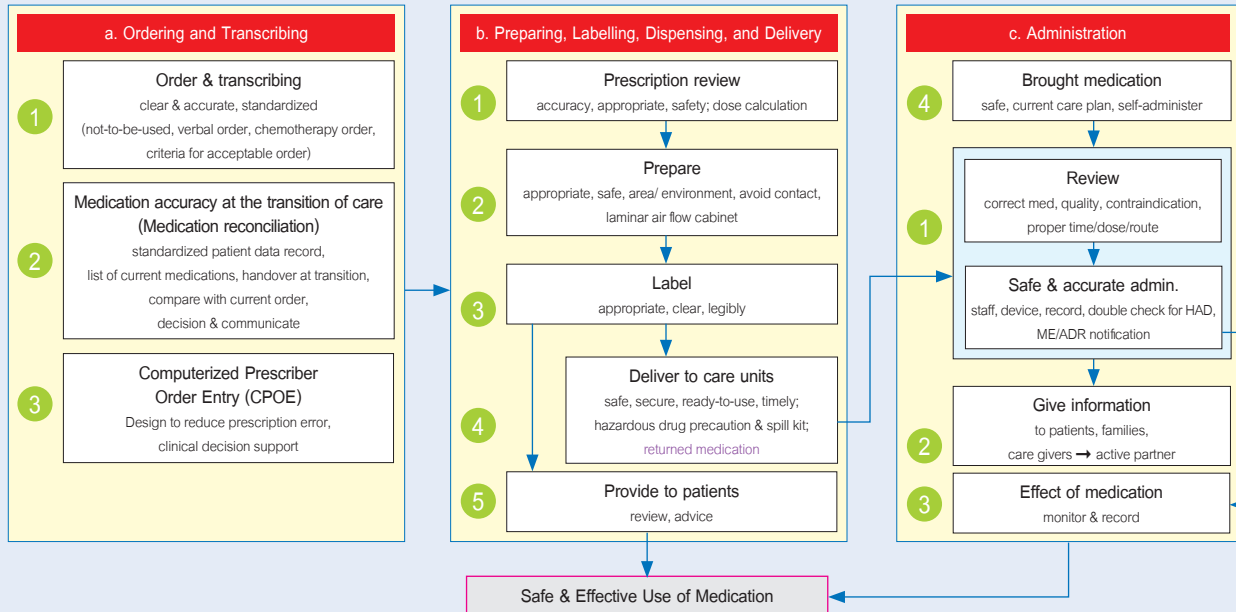 a. Ordering and Transcribing
1
Order & transcribing
clear & accurate, standardized
(not-to-be-used, verbal order, chemotherapy order,
criteria for acceptable order)
2
Medication accuracy at the transition of care
(Medication reconciliation)
standardized patient data record,
list of current medications, handover at transition,
compare with current order,
decision & communicate
3
Computerized Prescriber
Order Entry (CPOE)
Design to reduce prescription error,
clinical decision support
b. Preparing, Labelling, Dispensing, and Delivery
1
Prescription review
accuracy, appropriate, safety; dose calculation
2
Prepare
appropriate, safe, area/ environment, avoid contact,
laminar air flow cabinet
3
Label
appropriate, clear, legibly
4
Deliver to care units
safe, secure, ready-to-use, timely;
hazardous drug precaution & spill kit;
returned medication
5
Provide to patients
review, advice
c. Administration
4
Brought medication
safe, current care plan, self-administer
1
Review
correct med, quality, contraindication,
proper time/dose/route
Safe & accurate admin.
staff, device, record, double check for HAD,
ME/ADR notification
2
Give information
to patients, families,
care givers → active partner
3
Effect of medication
monitor & record
Safe & Effective Use of Medication